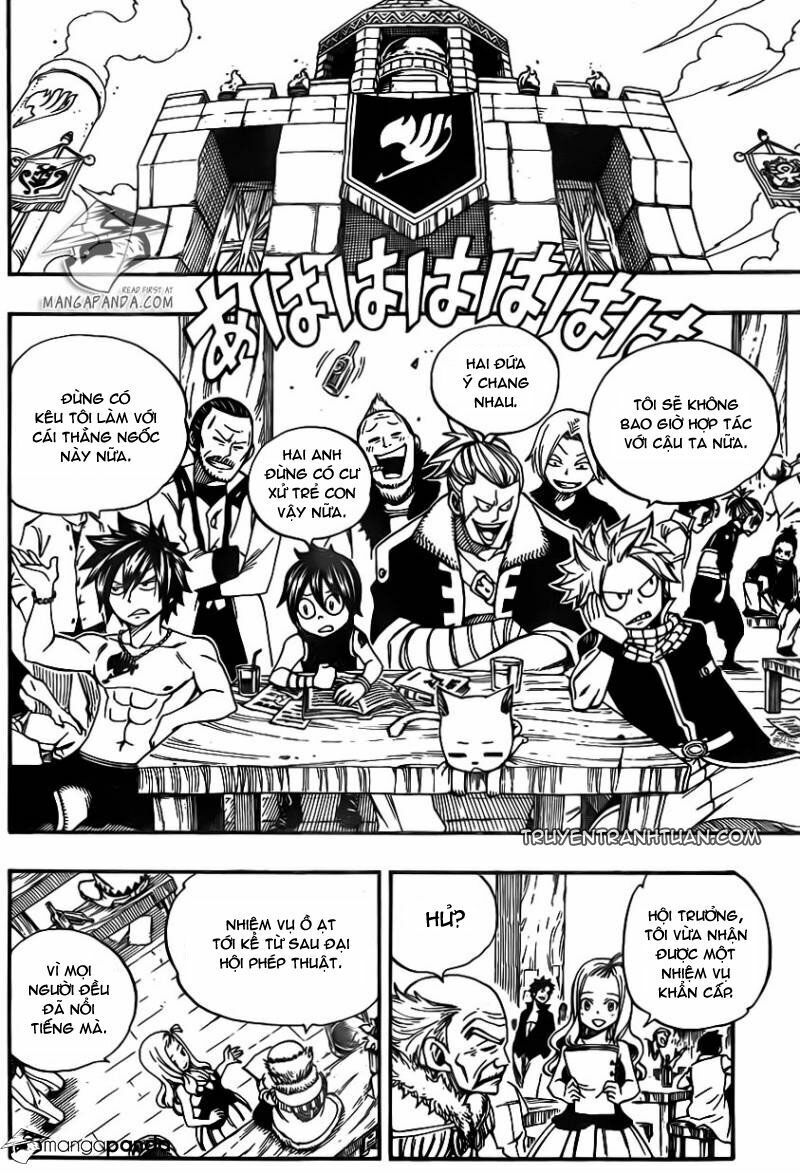 READ FIRST AT
MANGAPANDA.COM
あはははははは
ĐỪNG CÓ
KÊU TÔI LÀM VỚI
CÁI THẰNG NGỐC
NÀY NỮA.
HAI ANH
ĐỪNG CÓ CƯ
XỬ TRẺ CON
VẬY NỮA.
HAI ĐỨA
Y CHANG
NHAU.
TÔI SẼ KHÔNG
BAO GIỜ HỢP TÁC
VỚI CẬU TA NỮA.
TRUYENTRANHTUAN.COM
NHIỆM VỤ Ồ ẠT
TỚI KỂ TỪ SAU ĐẠI
HỘI PHÉP THUẬT.
VÌ MỌI
NGƯỜI ĐỀU
ĐÃ NỔI
TIẾNG MÀ.
HỬ?
HỘI TRƯỞNG,
TÔI VỪA NHẬN
ĐƯỢC MỘT
NHIỆM VỤ
KHẨN CẤP.
mangapanda